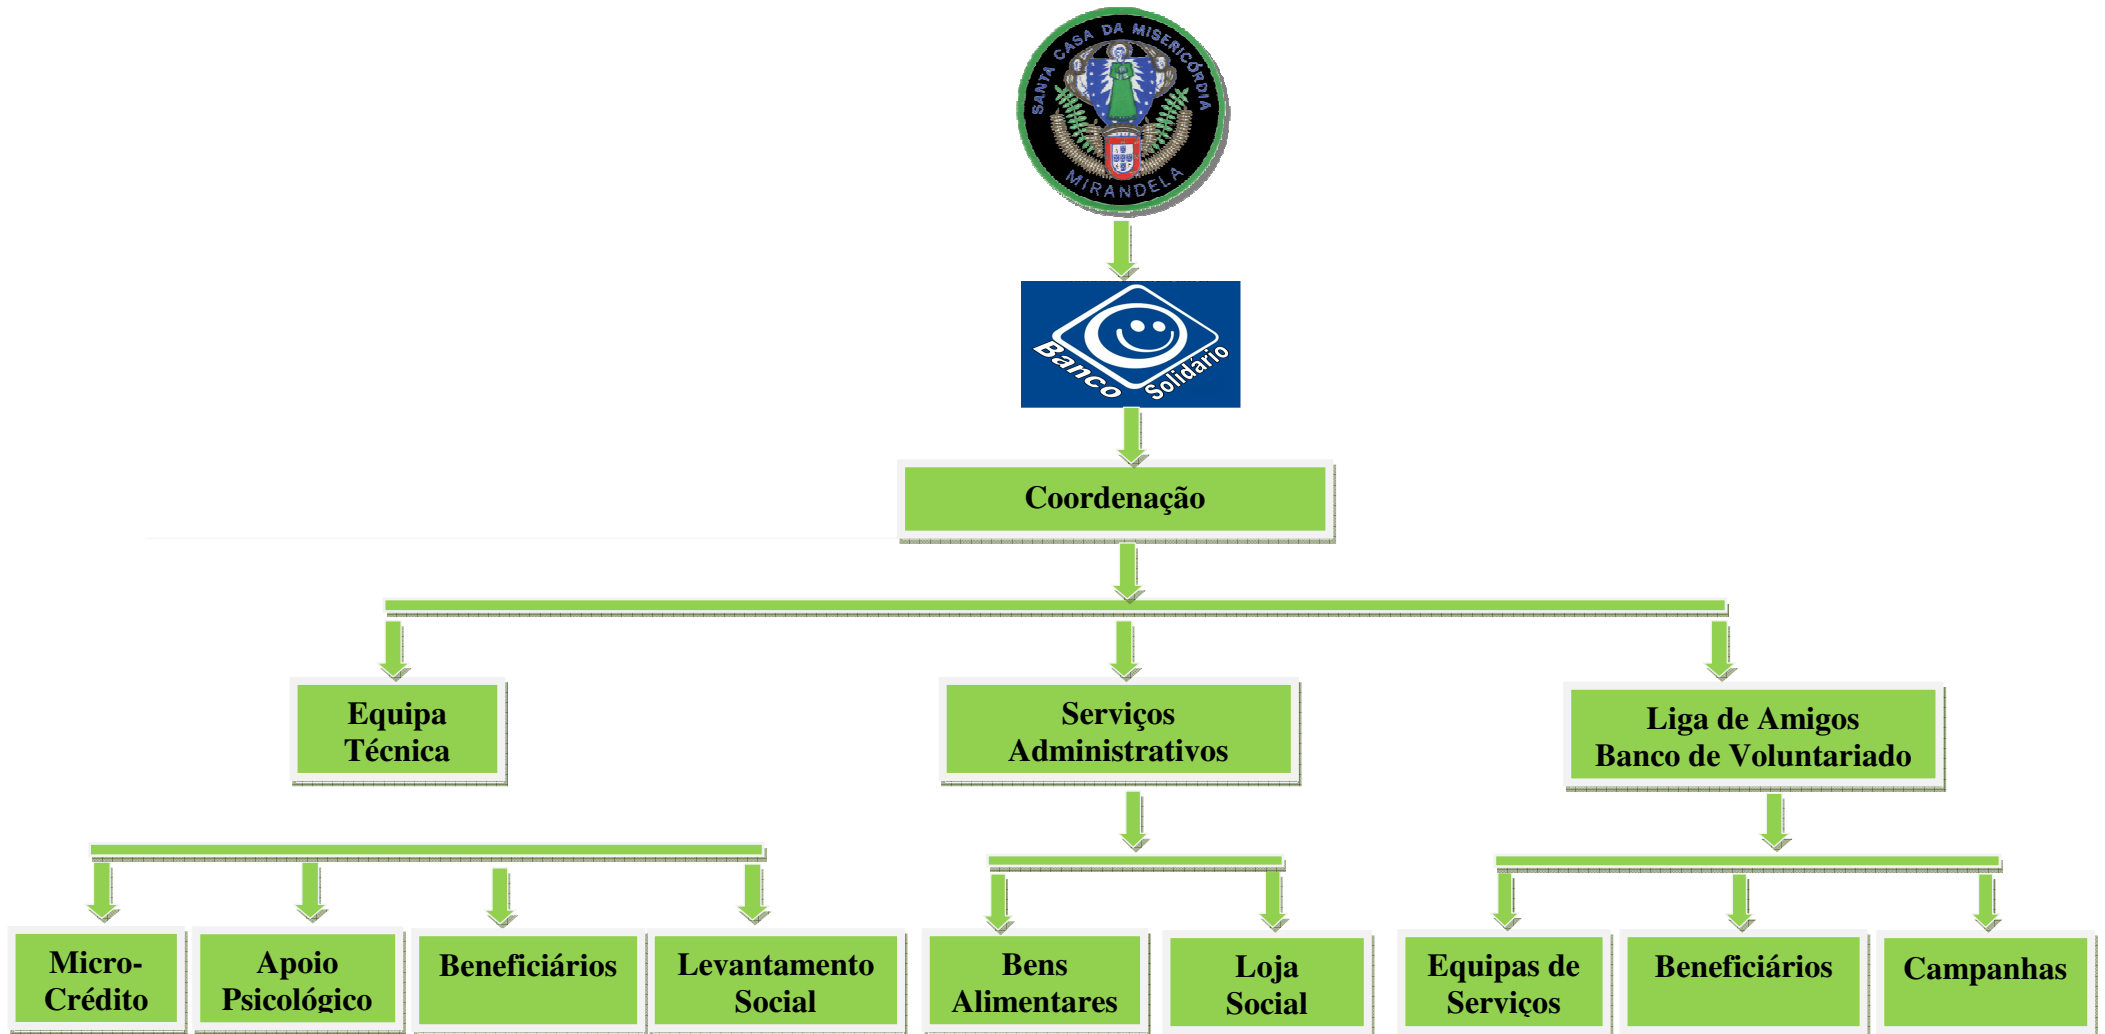 SANTA CASA DA MISERICÓRDIA
MIRANDELA
Banco
Solidário
Coordenação
Equipa
Técnica
Serviços
Administrativos
Liga de Amigos
Banco de Voluntariado
Micro-
Crédito
Apoio
Psicológico
Beneficiários
Levantamento
Social
Bens
Alimentares
Loja
Social
Equipas de
Serviços
Beneficiários
Campanhas